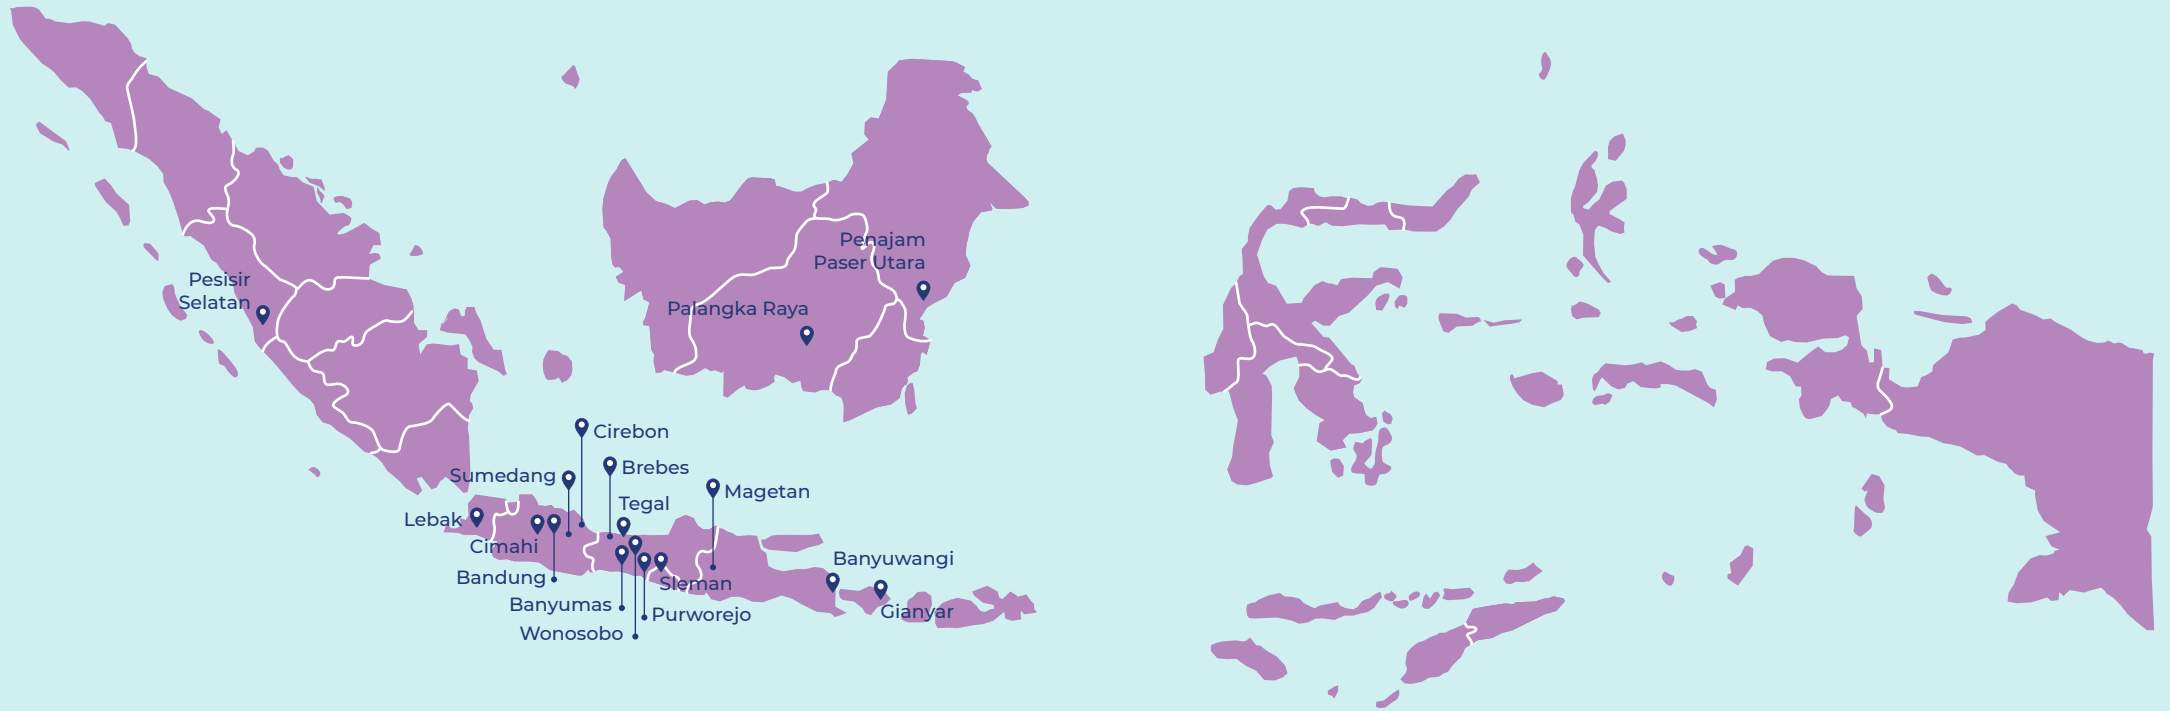 Penajam
Paser Utara
Pesisir
Selatan
Palangka Raya
Cirebon
Sumedang
Brebes
Magetan
Tegal
Lebak
Cimahi
Banyuwangi
Bandung
Sleman
Banyumas
Purworejo
Gianyar
Wonosobo